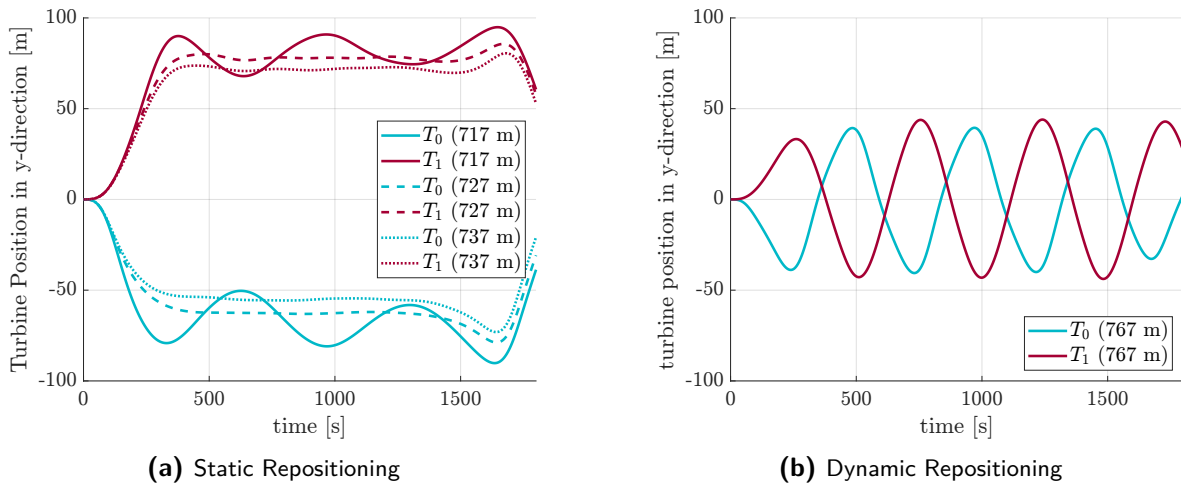 Turbine Position in y-direction [m]
100
50
0
-50
-100
T0 (717 m)
T1 (717 m)
T0 (727 m)
T1 (727 m)
T0 (737 m)
T1 (737 m)
0 500 1000 1500
time [s]
(a) Static Repositioning
turbine position in y-direction [m]
100
50
0
-50
-100
T0 (767 m)
T1 (767 m)
0 500 1000 1500
time [s]
(b) Dynamic Repositioning